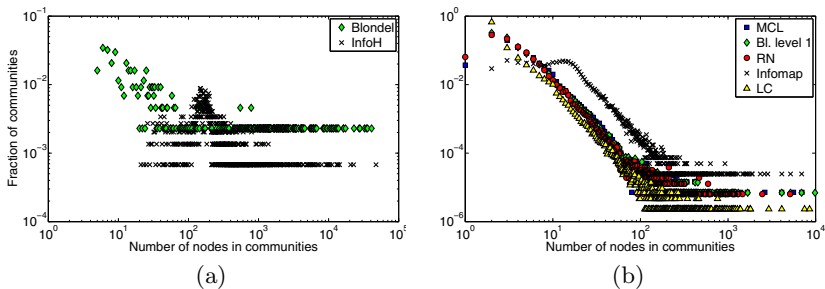 10^−1
10^−2
10^−3
10^−4
10^0
10^1
10^2
10^3
10^4
10^5
Fraction of communities
Number of nodes in communities
Blondel
InfoH
(a)
10^0
10^−2
10^−4
10^−6
10^0
10^1
10^2
10^3
10^4
Number of nodes in communities
MCL
Bl. level 1
RN
Infomap
LC
(b)